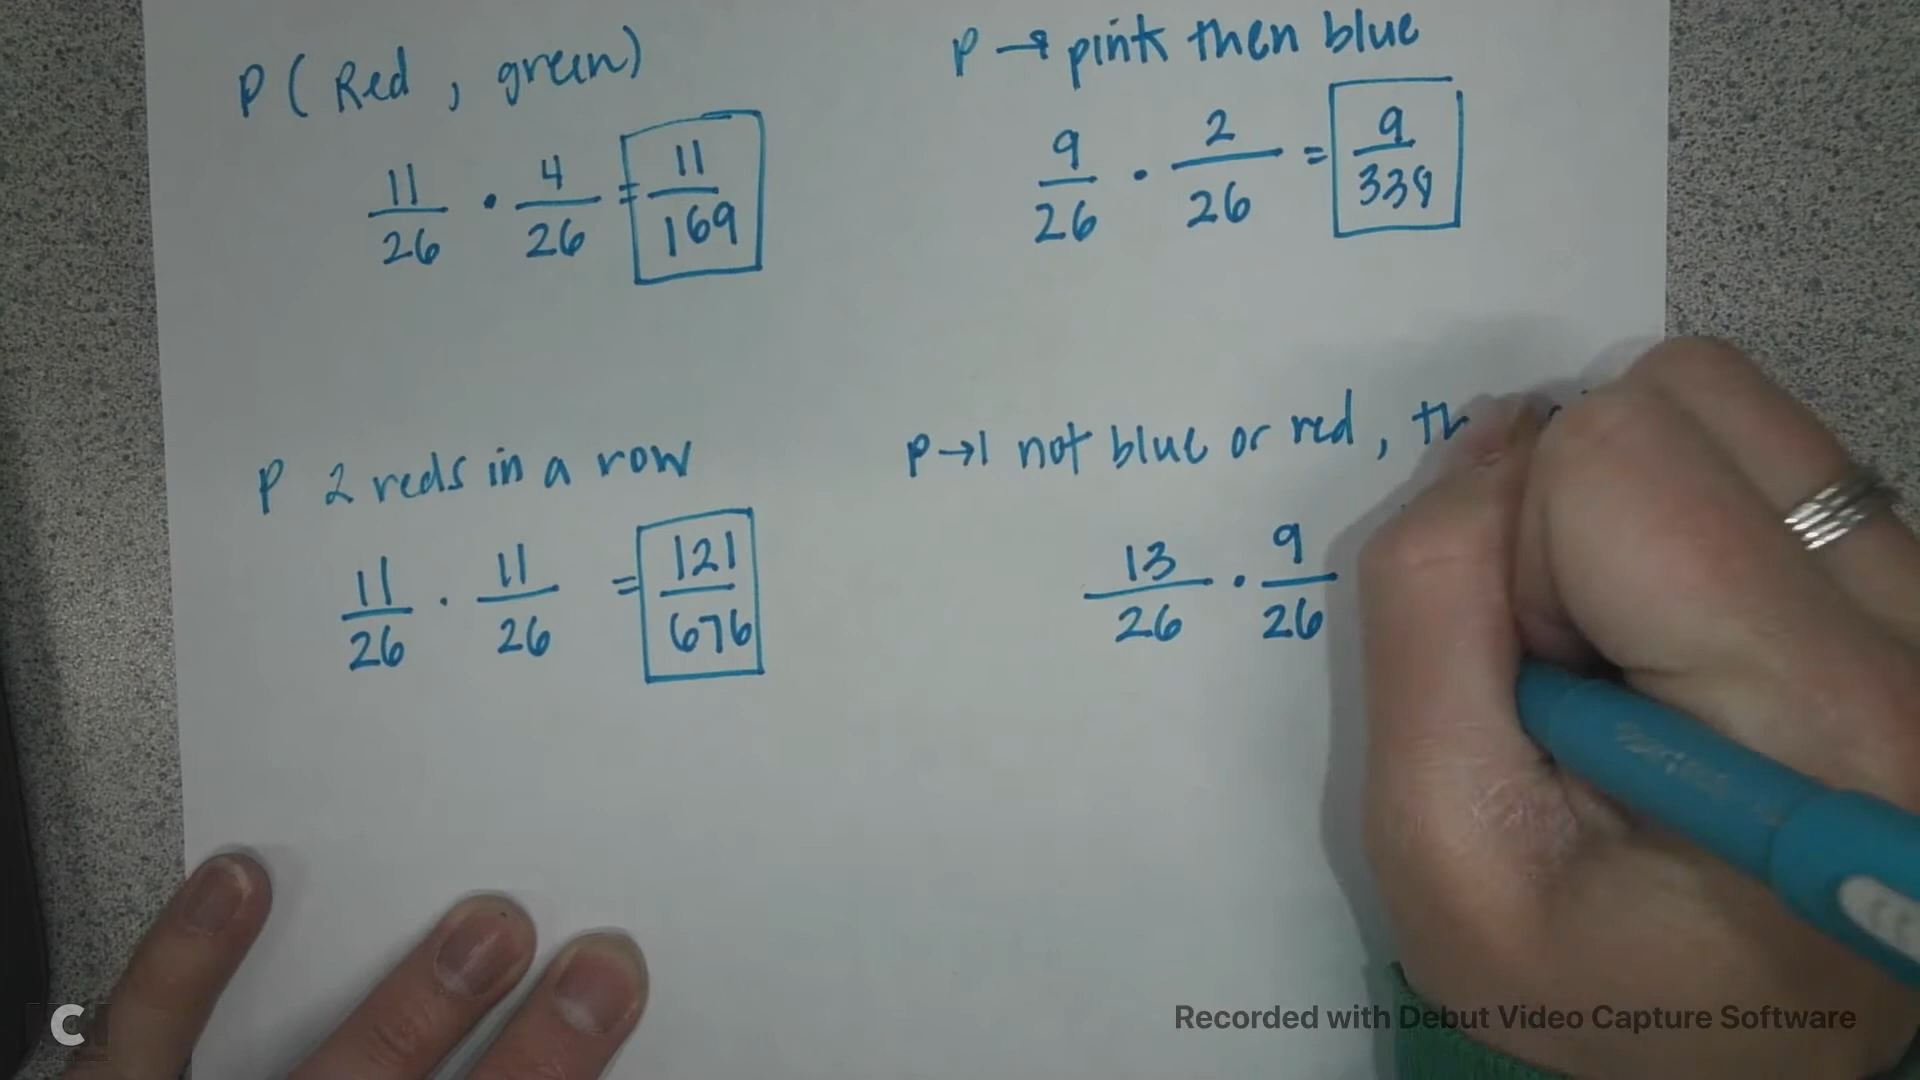 P ( Red , green)
11/26 · 4/26 = 11/169
P → pink then blue
9/26 · 2/26 = 9/338
P 2 reds in a row
11/26 · 11/26 = 121/676
P → 1 not blue or red ,
13/26 · 9/26
Recorded with Debut Video Capture Software